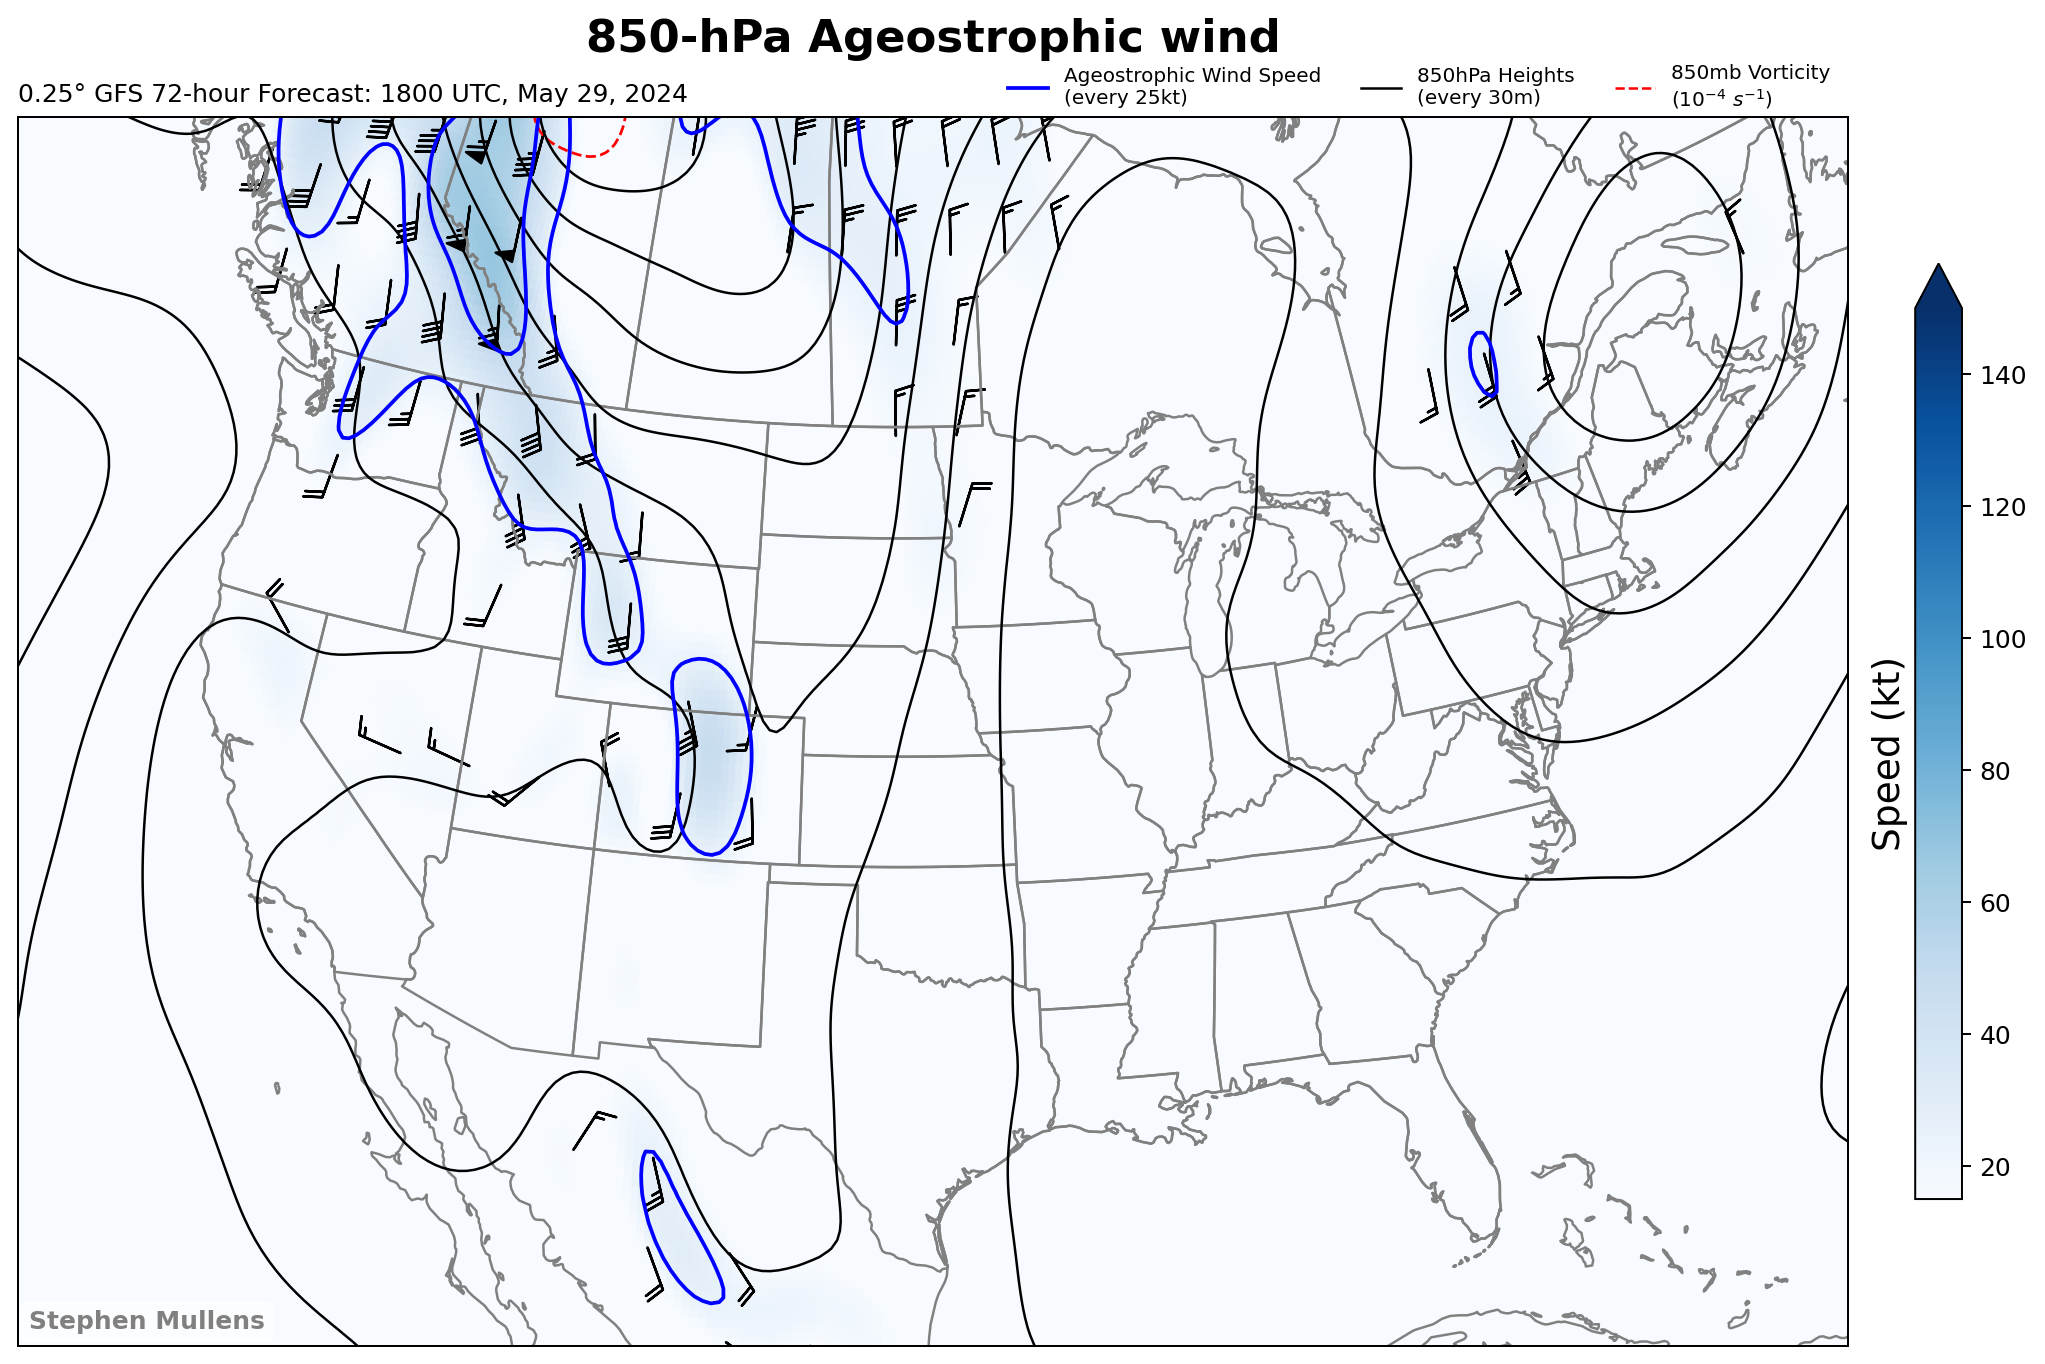 850-hPa Ageostrophic wind
0.25° GFS 72-hour Forecast: 1800 UTC, May 29, 2024
Ageostrophic Wind Speed
(every 25kt)
850hPa Heights
(every 30m)
850mb Vorticity
(10⁻⁴ s⁻¹)
140
120
100
80
60
40
20
Speed (kt)
Stephen Mullens